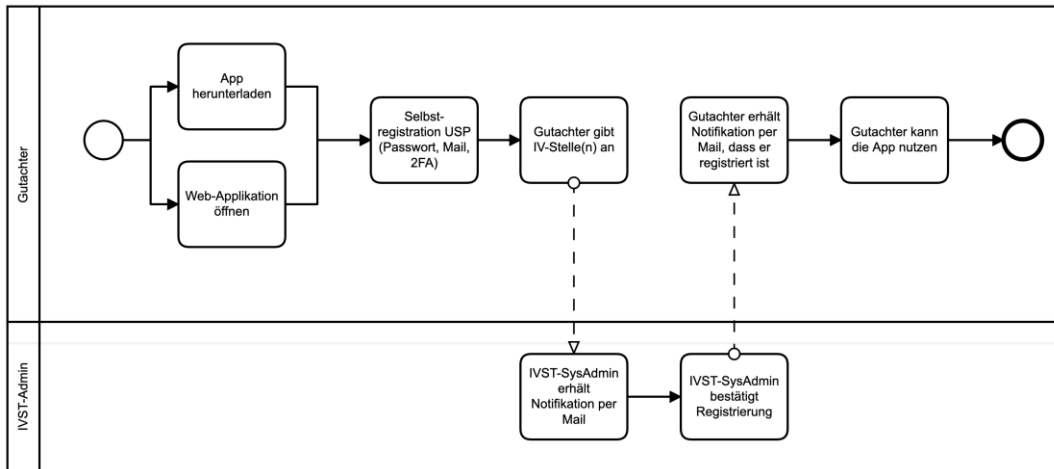 Gutachter
App
herunterladen
Web-Applikation
öffnen
Selbst-
registration USP
(Passwort, Mail,
2FA)
Gutachter gibt
IV-Stelle(n) an
Gutachter erhält
Notifikation per
Mail, dass er
registriert ist
Gutachter kann
die App nutzen
IVST-Admin
IVST-SysAdmin
erhält
Notifikation per
Mail
IVST-SysAdmin
bestätigt
Registrierung